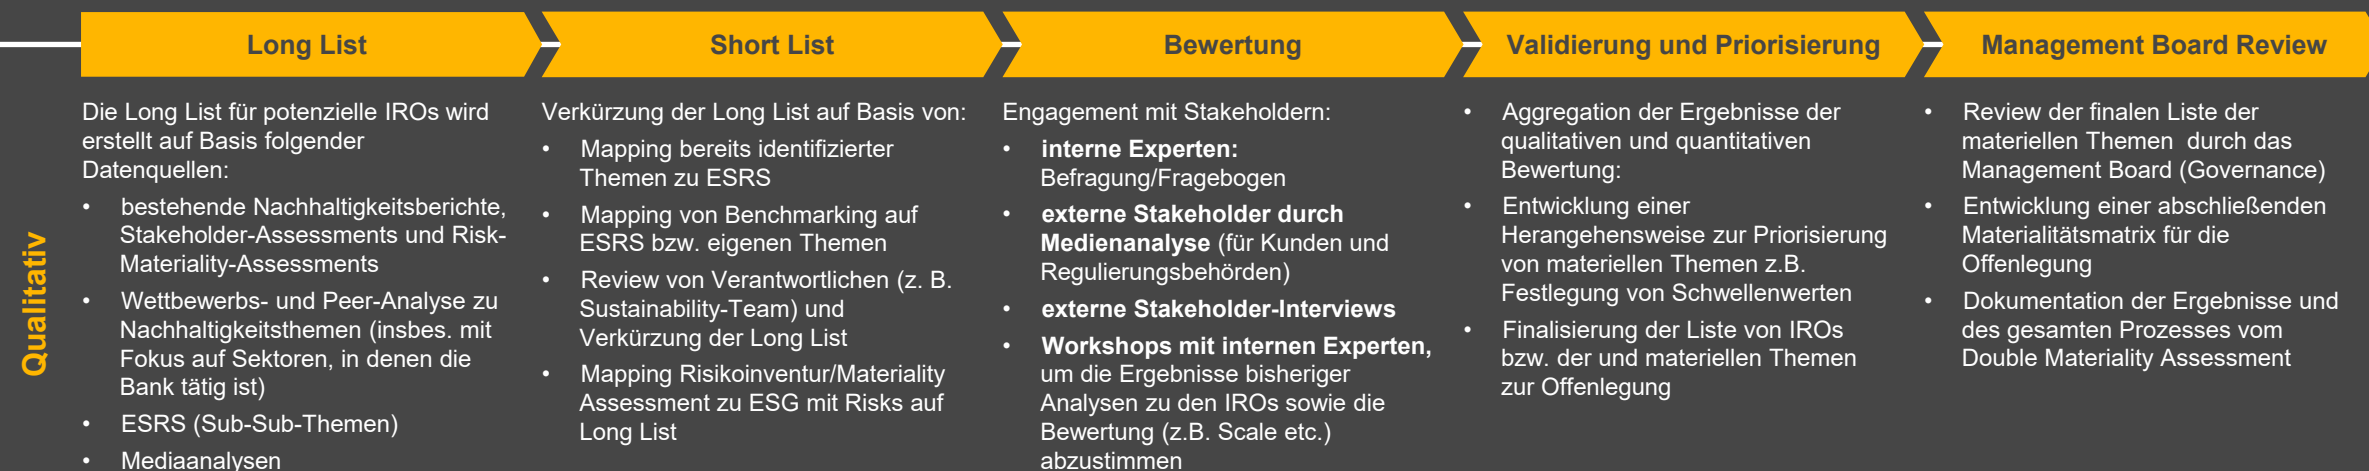 Long List
Short List
Bewertung
Validierung und Priorisierung
Management Board Review
Qualitativ
Die Long List für potenzielle IROs wird
erstellt auf Basis folgender
Datenquellen:
• bestehende Nachhaltigkeitsberichte,
Stakeholder-Assessments und Risk-
Materiality-Assessments
• Wettbewerbs- und Peer-Analyse zu
Nachhaltigkeitsthemen (insbes. mit
Fokus auf Sektoren, in denen die
Bank tätig ist)
• ESRS (Sub-Sub-Themen)
• Mediaanalysen
Verkürzung der Long List auf Basis von:
• Mapping bereits identifizierter
Themen zu ESRS
• Mapping von Benchmarking auf
ESRS bzw. eigenen Themen
• Review von Verantwortlichen (z. B.
Sustainability-Team) und
Verkürzung der Long List
• Mapping Risikoinventur/Materiality
Assessment zu ESG mit Risks auf
Long List
Engagement mit Stakeholdern:
• interne Experten:
Befragung/Fragebogen
• externe Stakeholder durch
Medienanalyse (für Kunden und
Regulierungsbehörden)
• externe Stakeholder-Interviews
• Workshops mit internen Experten,
um die Ergebnisse bisheriger
Analysen zu den IROs sowie die
Bewertung (z.B. Scale etc.)
abzustimmen
• Aggregation der Ergebnisse der
qualitativen und quantitativen
Bewertung:
• Entwicklung einer
Herangehensweise zur Priorisierung
von materiellen Themen z.B.
Festlegung von Schwellenwerten
• Finalisierung der Liste von IROs
bzw. der und materiellen Themen
zur Offenlegung
• Review der finalen Liste der
materiellen Themen durch das
Management Board (Governance)
• Entwicklung einer abschließenden
Materialitätsmatrix für die
Offenlegung
• Dokumentation der Ergebnisse und
des gesamten Prozesses vom
Double Materiality Assessment